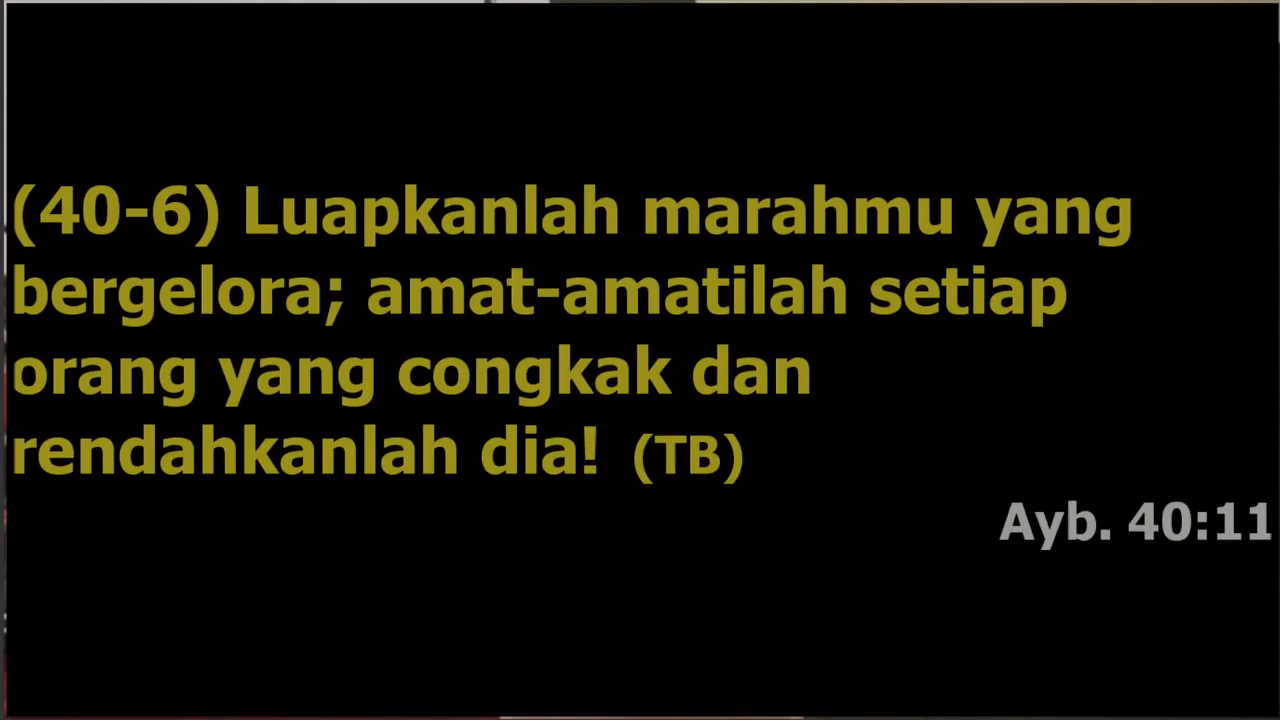 (40-6) Luapkanlah marahmu yang
bergelora; amat-amatilah setiap
orang yang congkak dan
rendahkanlah dia! (TB)
Ayb. 40:11